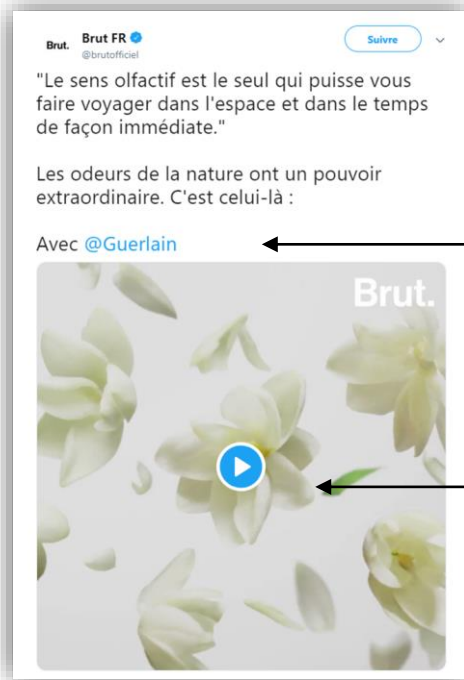 Brut.
Brut FR
@brutofficiel
Suivre
"Le sens olfactif est le seul qui puisse vous
faire voyager dans l'espace et dans le temps
de façon immédiate."
Les odeurs de la nature ont un pouvoir
extraordinaire. C'est celui-là :
Avec @Guerlain
Brut.